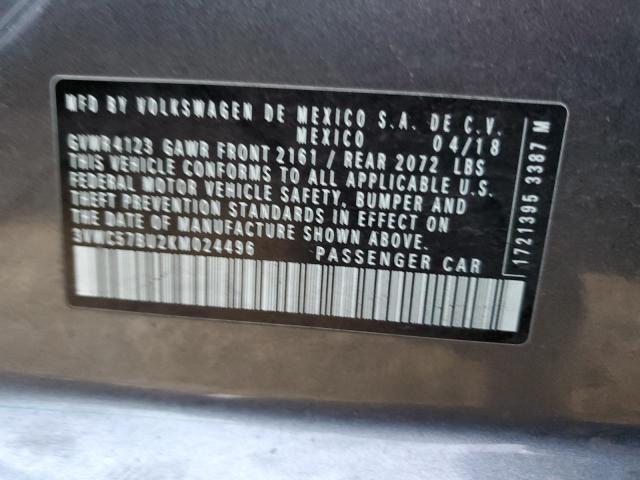 MFD BY VOLKSWAGEN DE MEXICO S.A. DE C.V.
MEXICO 04/18
GVWR4123 GAWR FRONT 2161 / REAR 2072 LBS
THIS VEHICLE CONFORMS TO ALL APPLICABLE U.S.
FEDERAL MOTOR VEHICLE SAFETY, BUMPER AND
THEFT PREVENTION STANDARDS IN EFFECT ON
THE DATE OF MANUFACTURE SHOWN ABOVE.
3VWC57BU2KM024496 PASSENGER CAR
1721395 3387 M